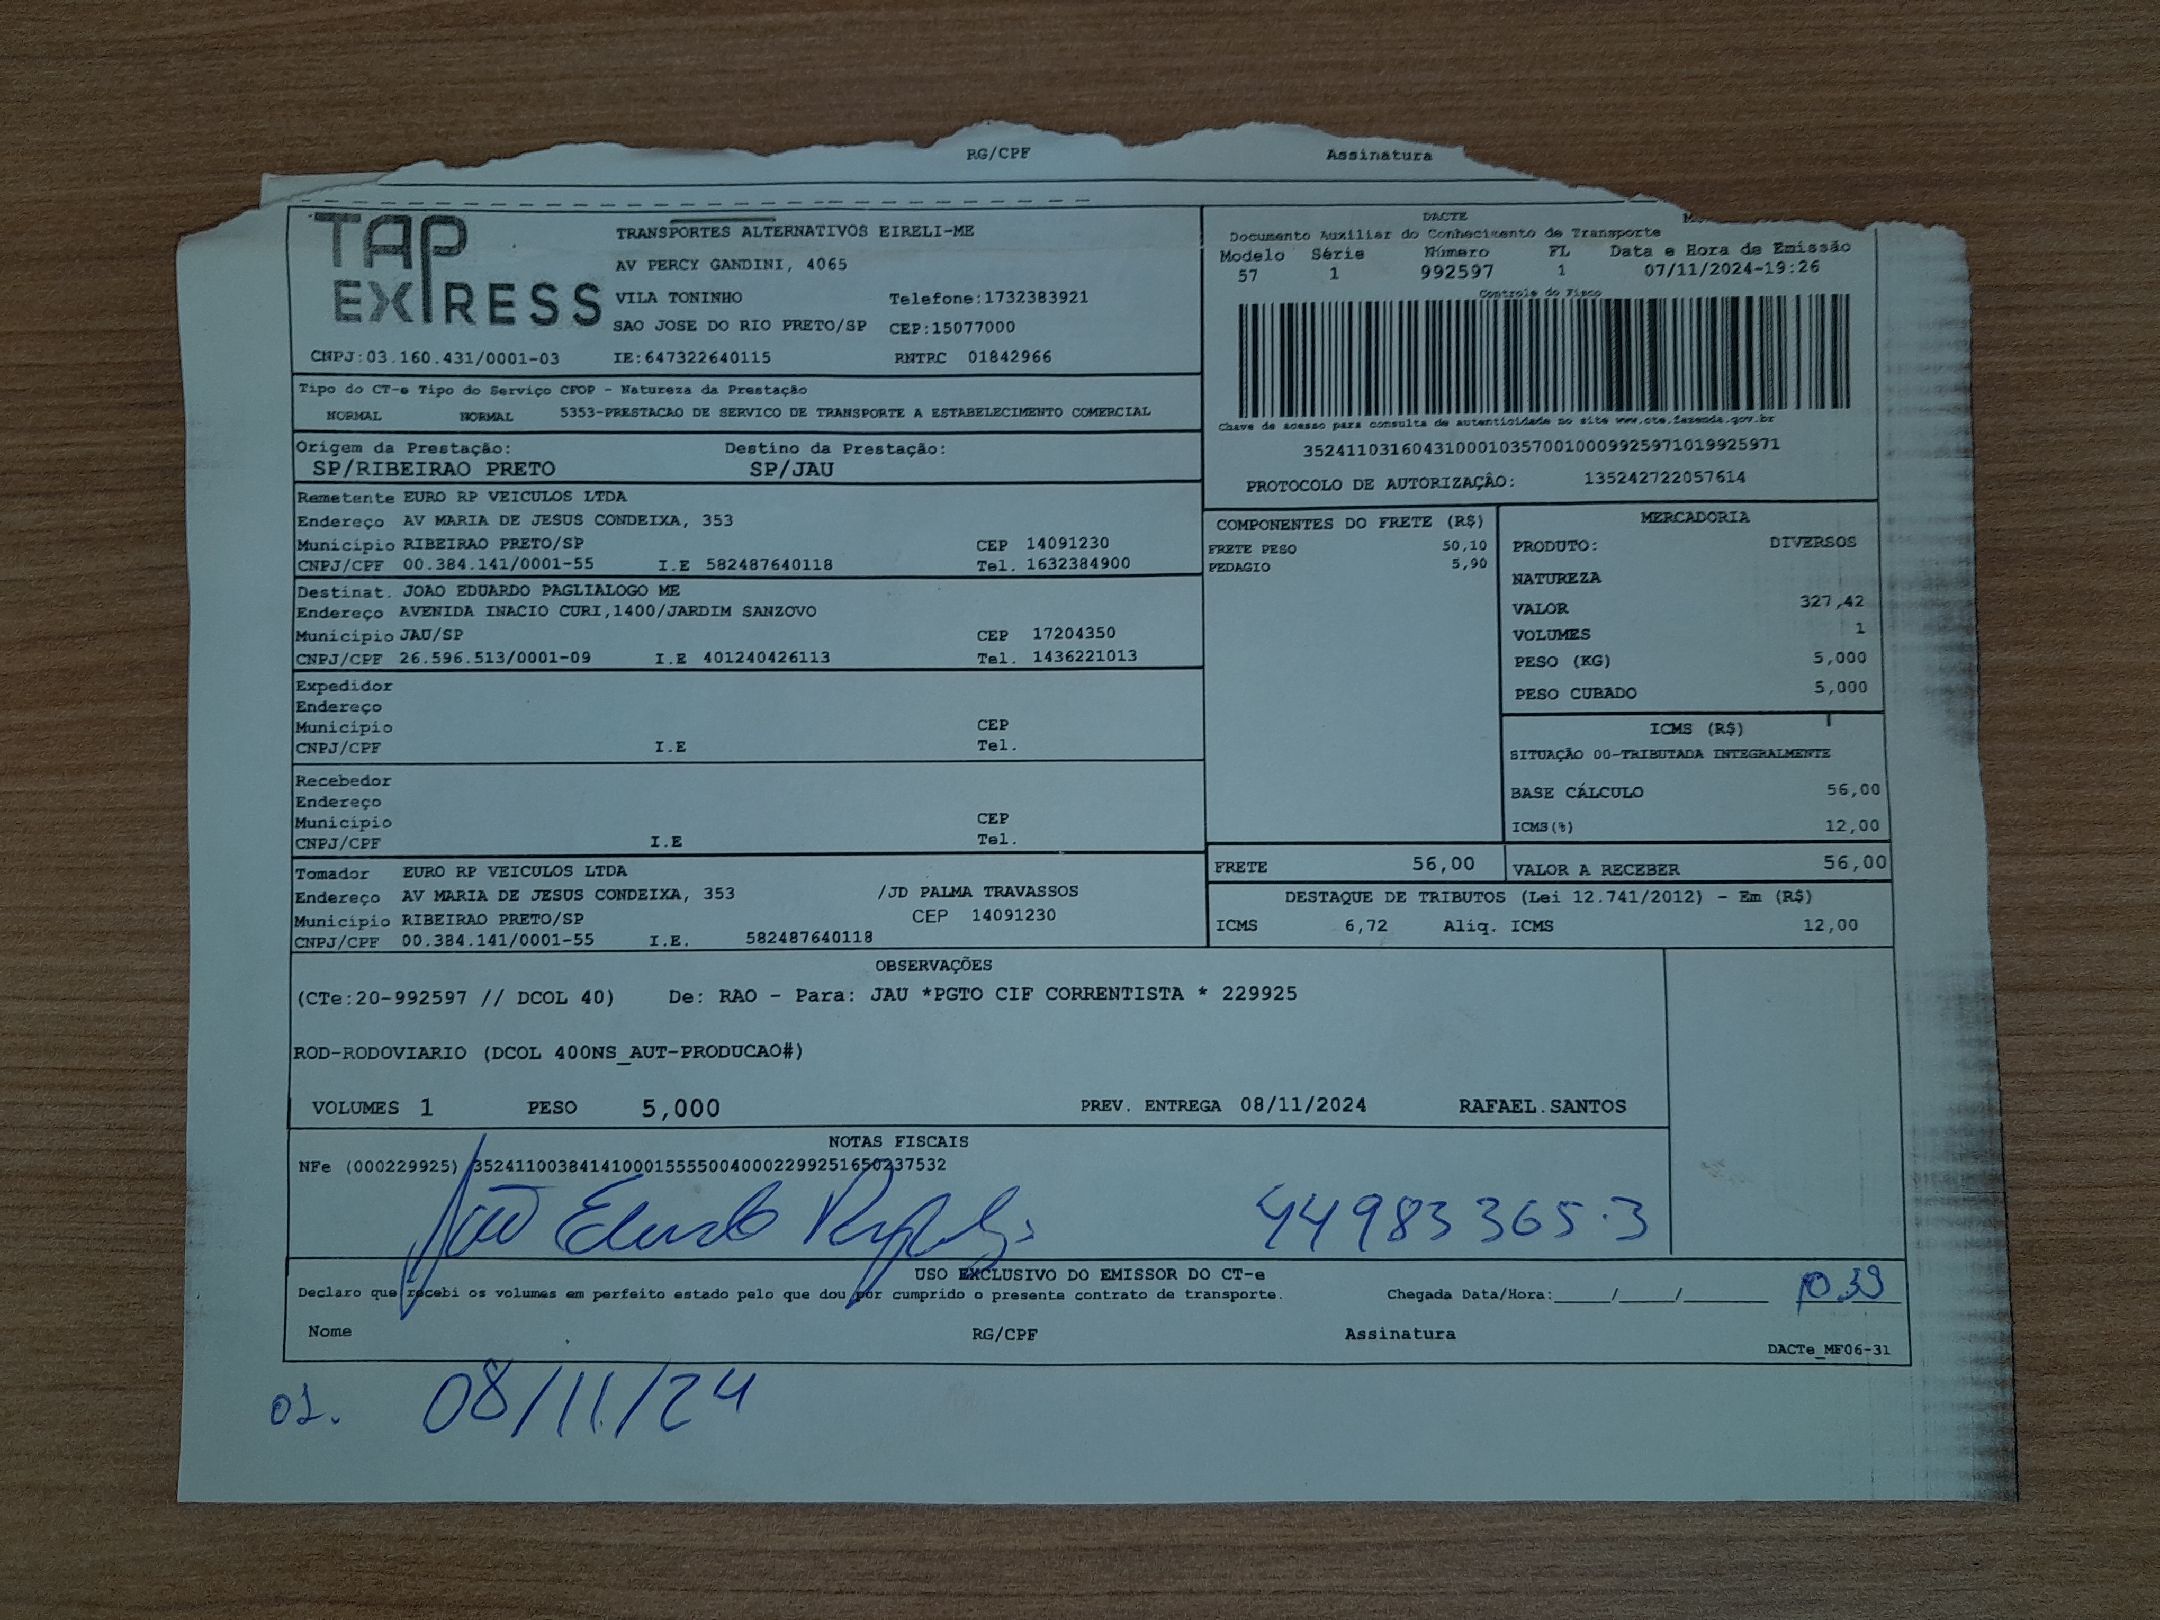 RG/CPF Assinatura
TAP EXPRESS
TRANSPORTES ALTERNATIVOS EIRELI-ME
AV PERCY GANDINI, 4065
VILA TONINHO Telefone:1732383921
SAO JOSE DO RIO PRETO/SP CEP:15077000
CNPJ:03.160.431/0001-03 IE:647322640115 RNTRC 01842966
DACTE
Documento Auxiliar do Conhecimento de Transporte
Modelo Série Número FL Data e Hora de Emissão
57 1 992597 1 07/11/2024-19:26
Controle do Fisco
Chave de acesso para consulta de autenticidade no site www.cte.fazenda.gov.br
35241103160431000103570010009925971019925971
PROTOCOLO DE AUTORIZAÇÂO: 135242722057614
Tipo do CT-e Tipo do Serviço CFOP - Natureza da Prestação
NORMAL NORMAL 5353-PRESTACAO DE SERVICO DE TRANSPORTE A ESTABELECIMENTO COMERCIAL
Origem da Prestação: Destino da Prestação:
SP/RIBEIRAO PRETO SP/JAU
Remetente EURO RP VEICULOS LTDA
Endereço AV MARIA DE JESUS CONDEIXA, 353
Município RIBEIRAO PRETO/SP CEP 14091230
CNPJ/CPF 00.384.141/0001-55 I.E 582487640118 Tel. 1632384900
Destinat. JOAO EDUARDO PAGLIALOGO ME
Endereço AVENIDA INACIO CURI,1400/JARDIM SANZOVO
Município JAU/SP CEP 17204350
CNPJ/CPF 26.596.513/0001-09 I.E 401240426113 Tel. 1436221013
Expedidor
Endereço
Município CEP
CNPJ/CPF I.E Tel.
Recebedor
Endereço
Município CEP
CNPJ/CPF I.E Tel.
Tomador EURO RP VEICULOS LTDA
Endereço AV MARIA DE JESUS CONDEIXA, 353 /JD PALMA TRAVASSOS
Município RIBEIRAO PRETO/SP CEP 14091230
CNPJ/CPF 00.384.141/0001-55 I.E. 582487640118
COMPONENTES DO FRETE (R$)
FRETE PESO 50,10
PEDAGIO 5,90
MERCADORIA
PRODUTO: DIVERSOS
NATUREZA
VALOR 327,42
VOLUMES 1
PESO (KG) 5,000
PESO CUBADO 5,000
ICMS (R$)
SITUAÇÃO 00-TRIBUTADA INTEGRALMENTE
BASE CÁLCULO 56,00
ICMS(%) 12,00
FRETE 56,00 VALOR A RECEBER 56,00
DESTAQUE DE TRIBUTOS (Lei 12.741/2012) - Em (R$)
ICMS 6,72 Aliq. ICMS 12,00
OBSERVAÇÕES
(CTe:20-992597 // DCOL 40) De: RAO - Para: JAU *PGTO CIF CORRENTISTA * 229925
ROD-RODOVIARIO (DCOL 400NS_AUT-PRODUCAO#)
VOLUMES 1 PESO 5,000 PREV. ENTREGA 08/11/2024 RAFAEL.SANTOS
NOTAS FISCAIS
NFe (000229925) 35241100384141000155550040002299251650237532
João Eduardo 44983365-3
USO EXCLUSIVO DO EMISSOR DO CT-e
Declaro que recebi os volumes em perfeito estado pelo que dou por cumprido o presente contrato de transporte. Chegada Data/Hora:____/____/______
Nome RG/CPF Assinatura
DACTe_MF06-31
08/11/24